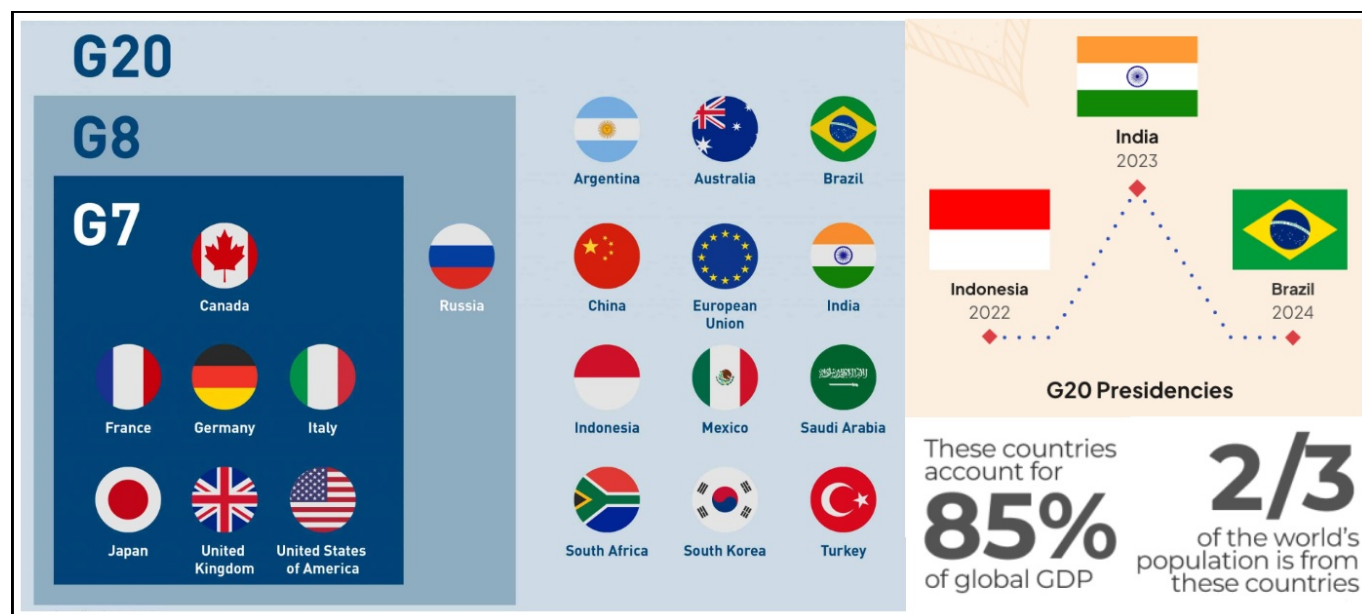 G20
G8
G7
Canada
France
Germany
Italy
Japan
United
Kingdom
United States
of America
Russia
Argentina
Australia
Brazil
China
European
Union
India
Indonesia
Mexico
Saudi Arabia
South Africa
South Korea
Turkey
India
2023
Indonesia
2022
Brazil
2024
G20 Presidencies
These countries
account for
85%
of global GDP
2/3
of the world's
population is from
these countries